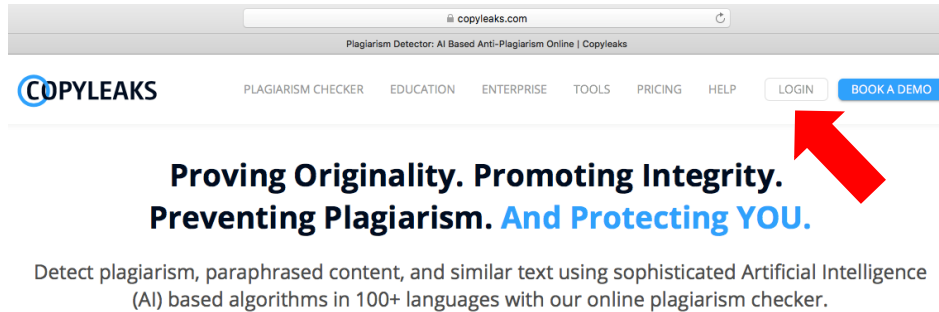 copyleaks.com
Plagiarism Detector: AI Based Anti-Plagiarism Online | Copyleaks
COPYLEAKS PLAGIARISM CHECKER EDUCATION ENTERPRISE TOOLS PRICING HELP LOGIN BOOK A DEMO
Proving Originality. Promoting Integrity.
Preventing Plagiarism. And Protecting YOU.
Detect plagiarism, paraphrased content, and similar text using sophisticated Artificial Intelligence
(AI) based algorithms in 100+ languages with our online plagiarism checker.